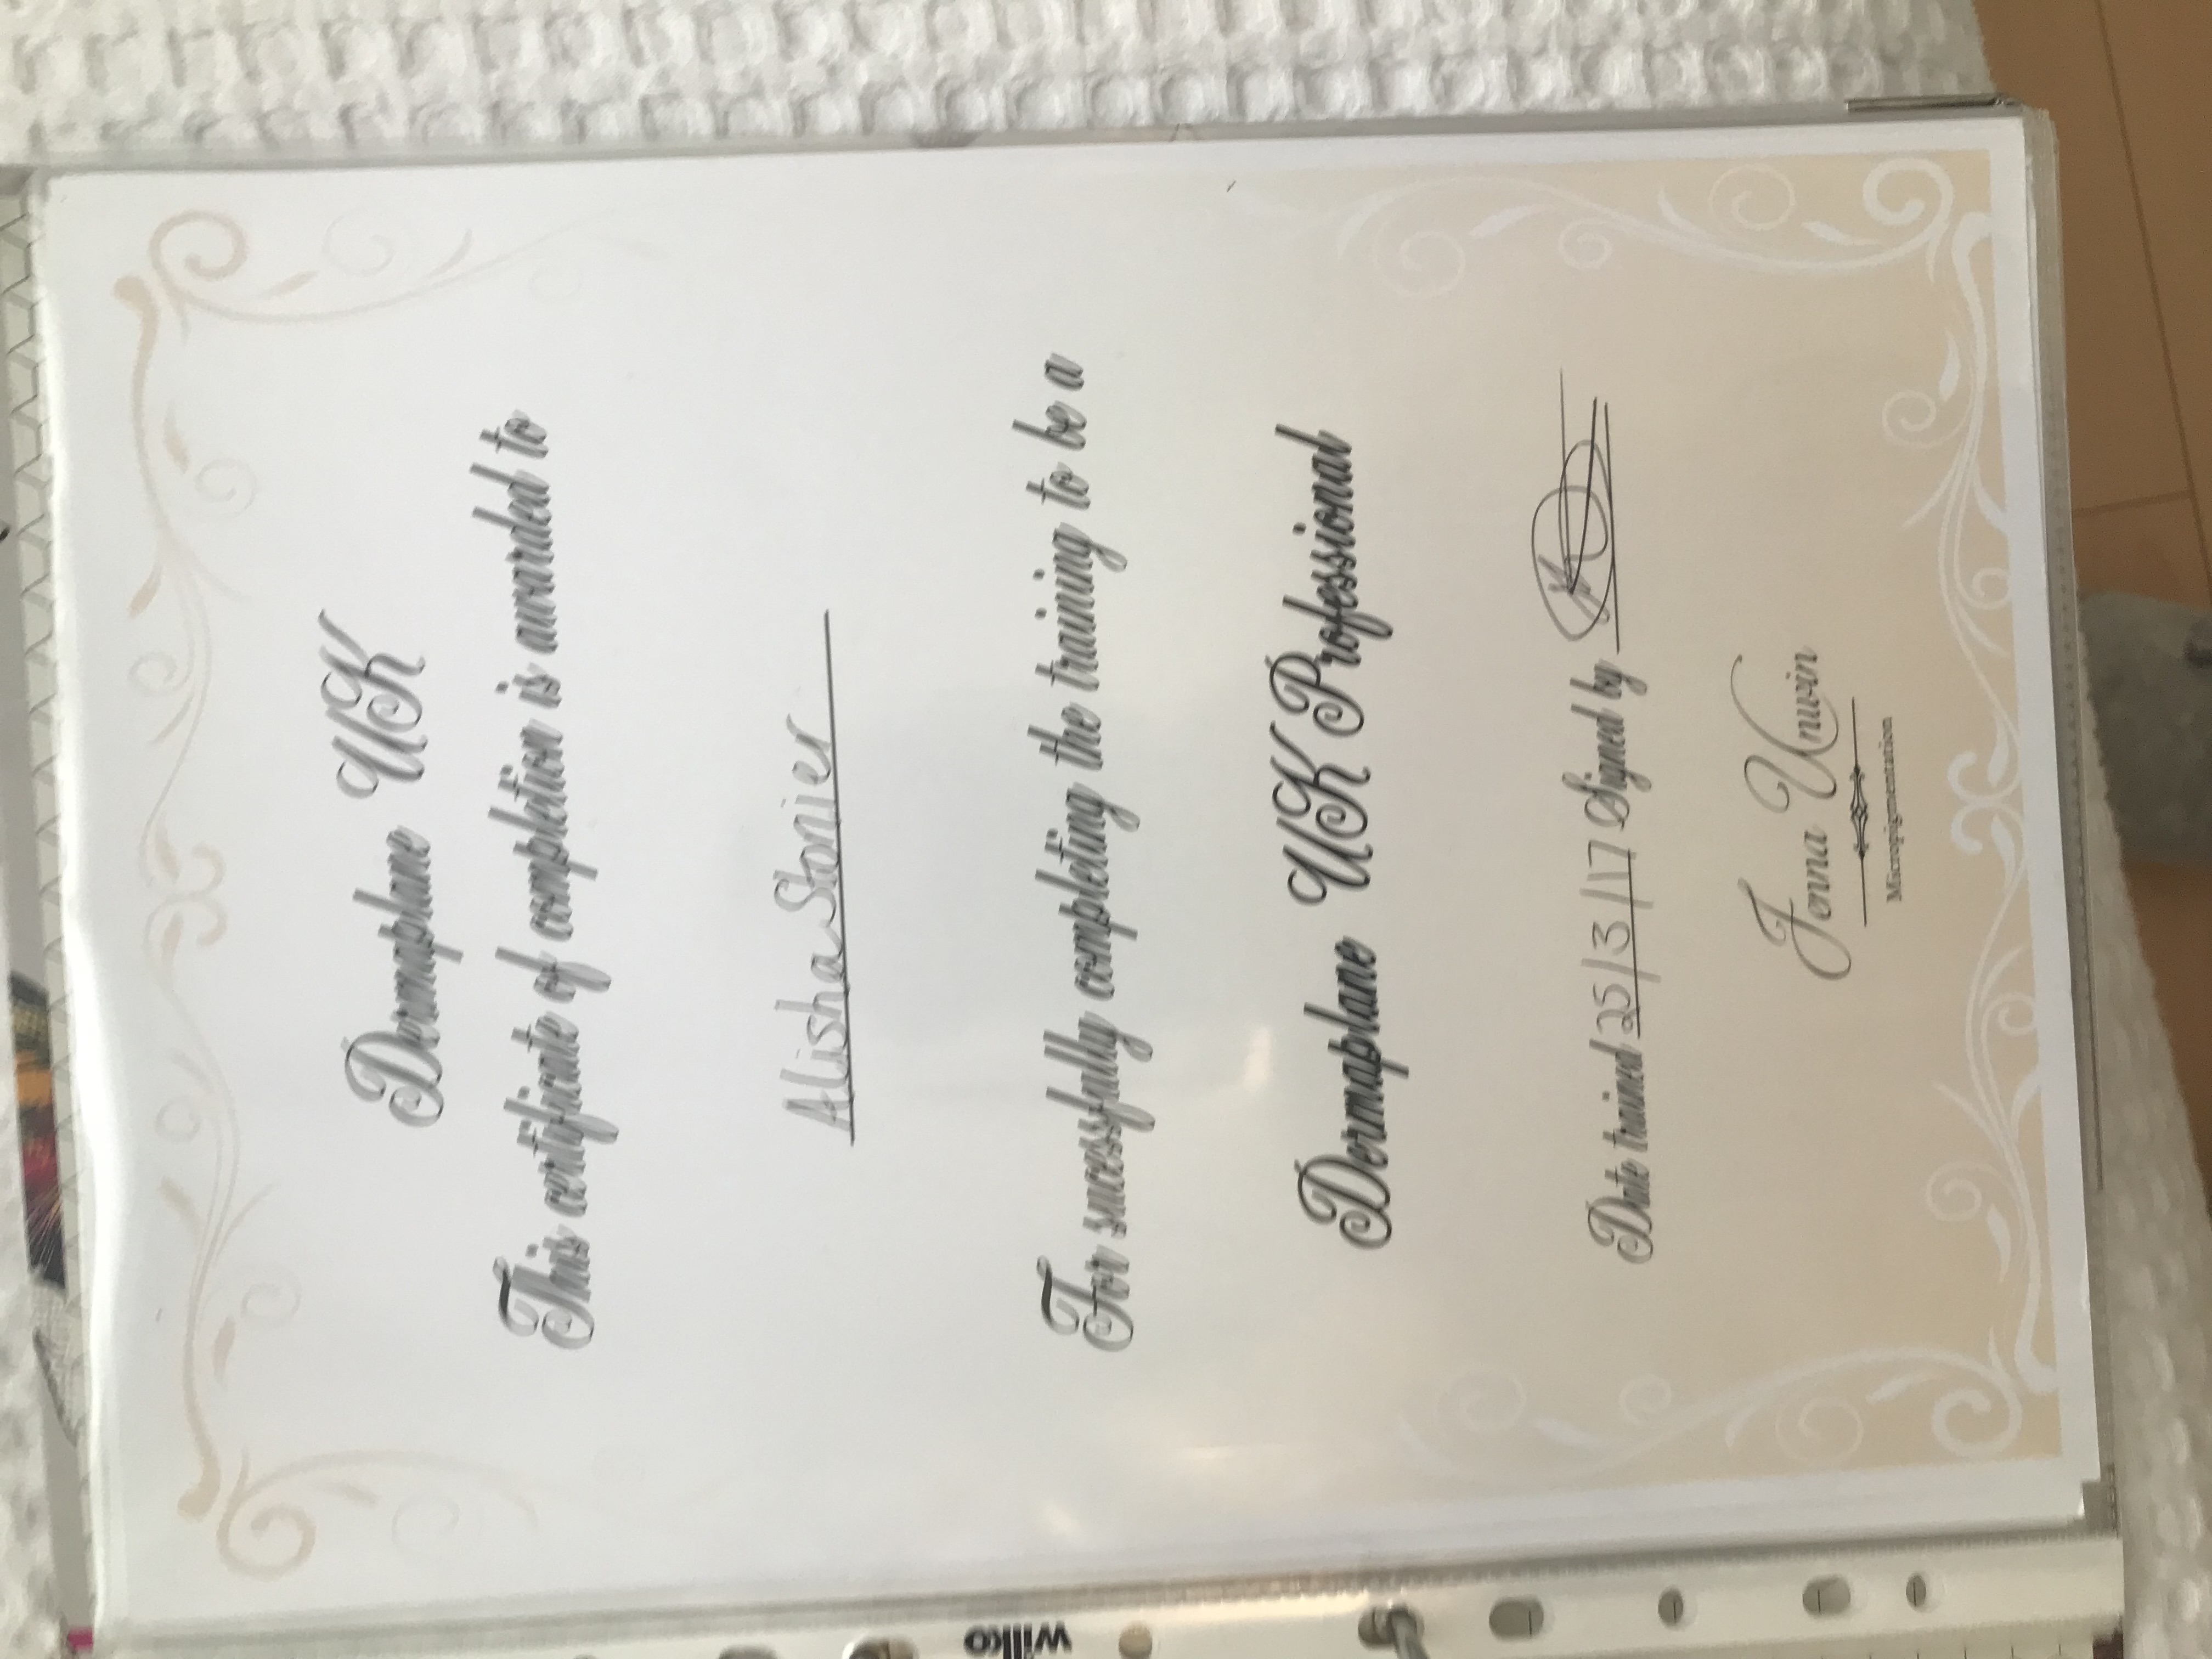 Dermaplane UK
This certificate of completion is awarded to
Alisha Stonier
For sucessfully completing the training to be a
Dermaplane UK Professional
Date trained 25/3/17 Signed by
Jenna Unwin
Micropigmentation
wilko